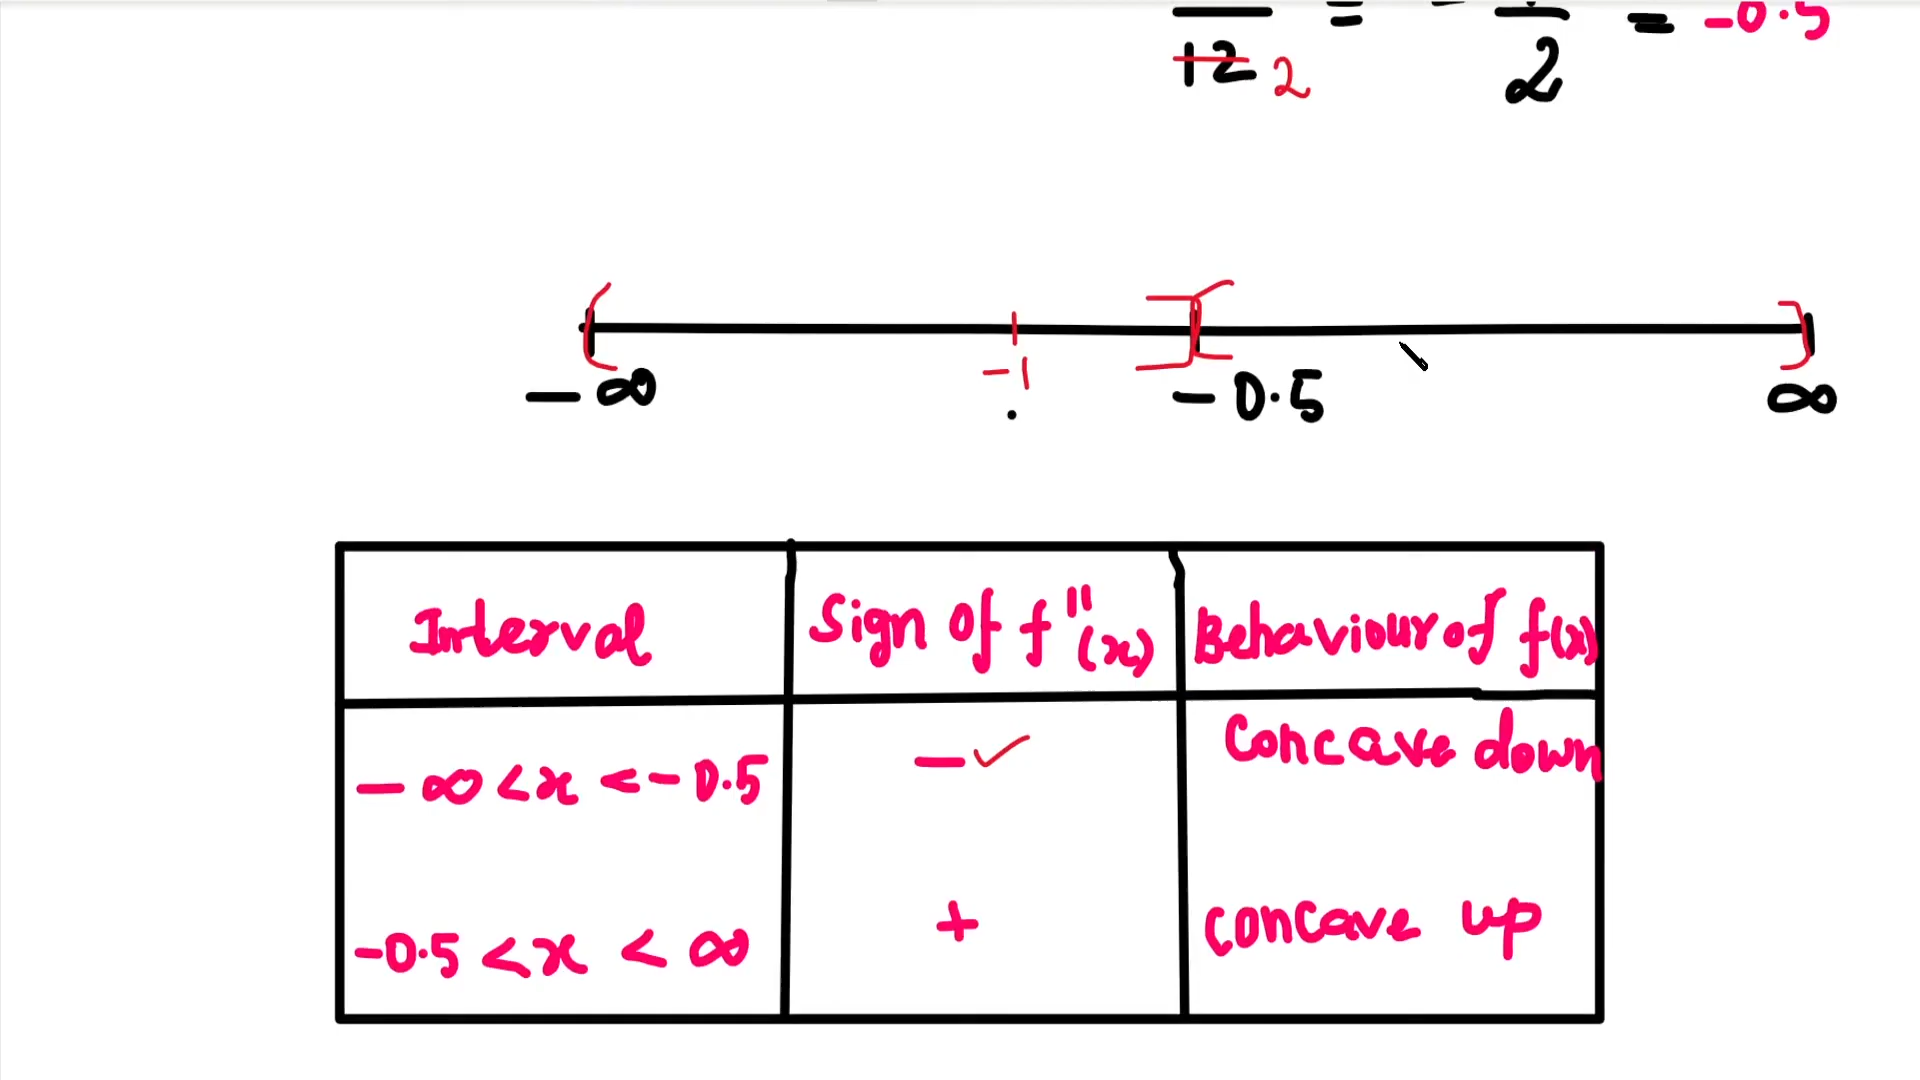 = - = -0.5
12 2 2
-1
- ∞ - 0.5 ∞
Interval Sign of f"(x) Behaviour of f(x)
- ∞ < x < - 0.5 - ✓ Concave down
-0.5 < x < ∞ + concave up